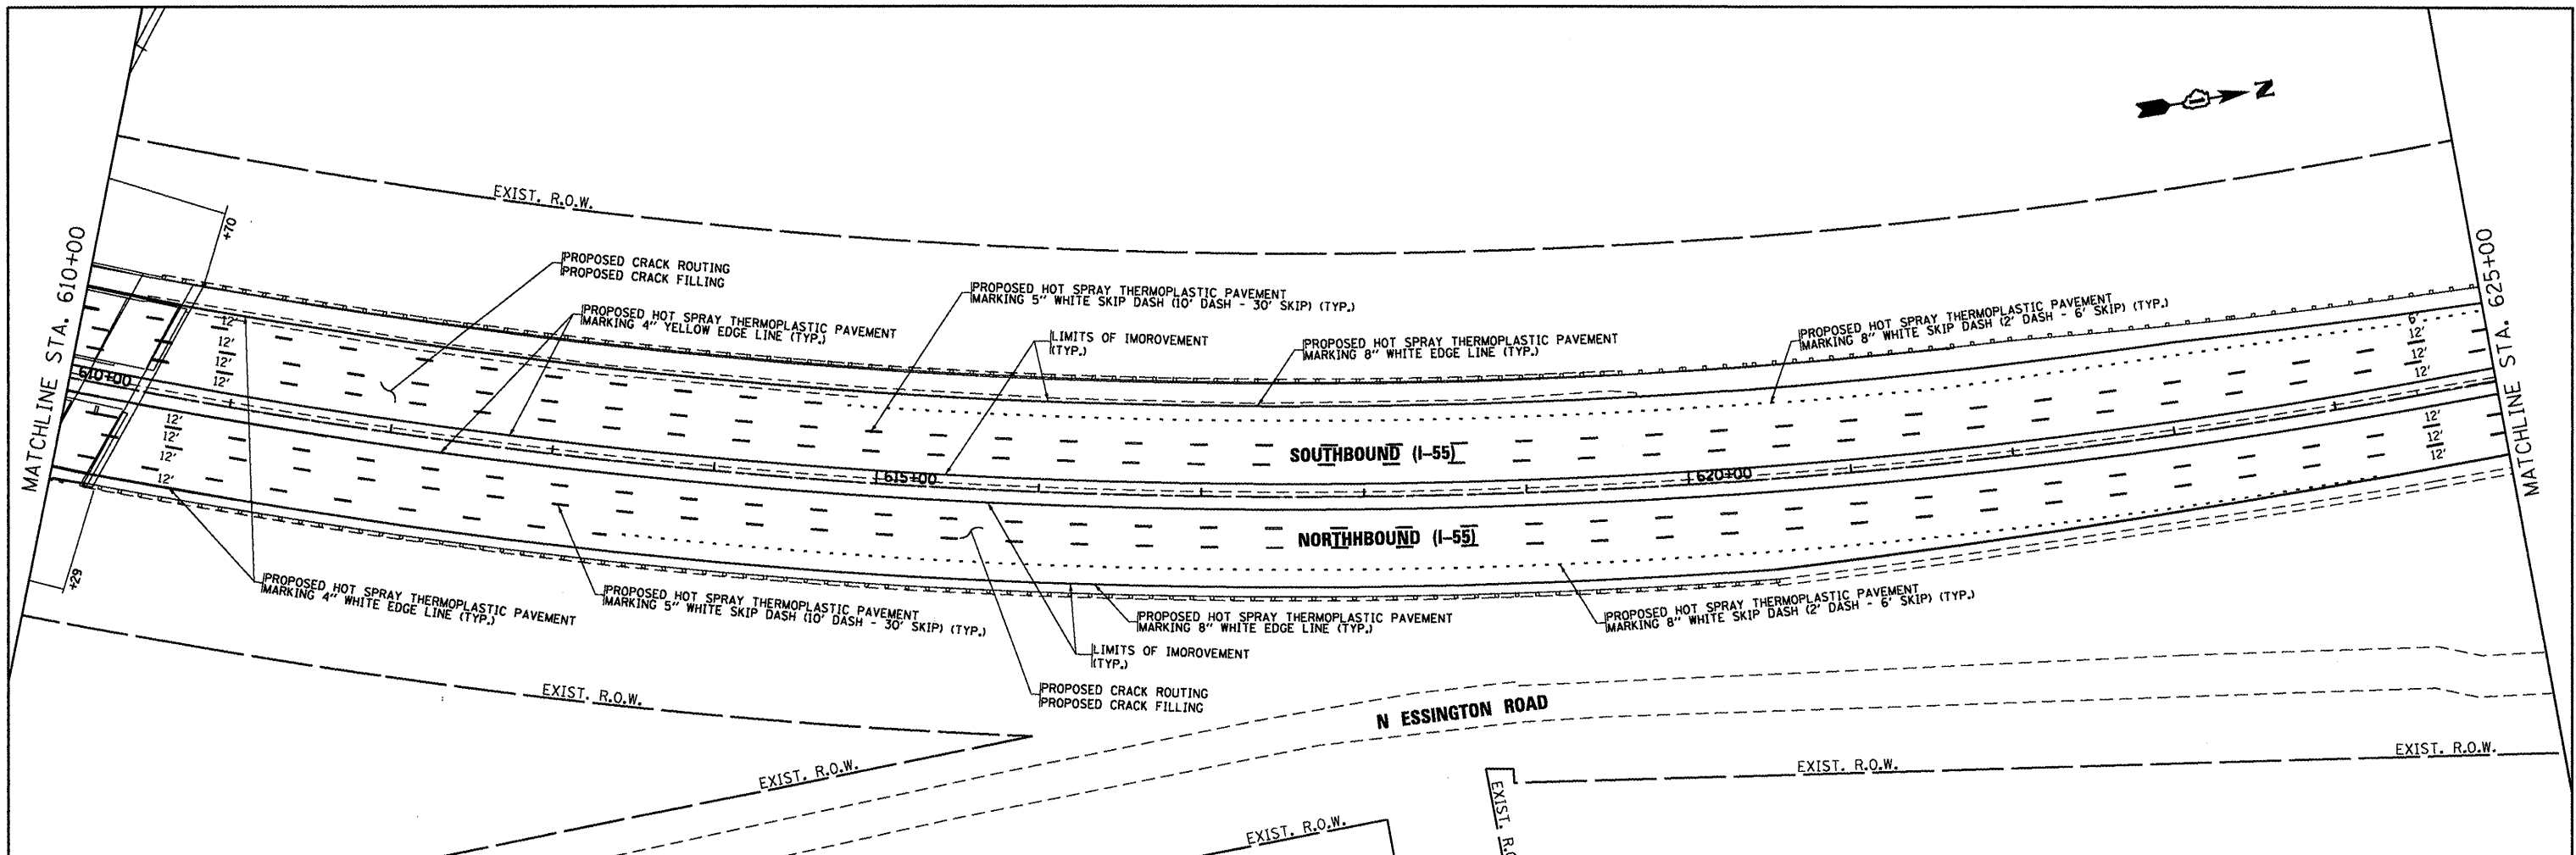 N
EXIST. R.O.W.
MATCHLINE STA. 610+00
+70
MATCHLINE STA. 625+00
PROPOSED CRACK ROUTING
PROPOSED CRACK FILLING
PROPOSED HOT SPRAY THERMOPLASTIC PAVEMENT
MARKING 4" YELLOW EDGE LINE (TYP.)
PROPOSED HOT SPRAY THERMOPLASTIC PAVEMENT
MARKING 5" WHITE SKIP DASH (10' DASH - 30' SKIP) (TYP.)
LIMITS OF IMOROVEMENT
(TYP.)
PROPOSED HOT SPRAY THERMOPLASTIC PAVEMENT
MARKING 8" WHITE EDGE LINE (TYP.)
PROPOSED HOT SPRAY THERMOPLASTIC PAVEMENT
MARKING 8" WHITE SKIP DASH (2' DASH - 6' SKIP) (TYP.)
12'
12'
12'
12'
6'
12'
12'
12'
610+00
SOUTHBOUND (I-55)
615+00
620+00
12'
12'
12'
12'
12'
12'
12'
NORTHHBOUND (I-55)
+29
PROPOSED HOT SPRAY THERMOPLASTIC PAVEMENT
MARKING 4" WHITE EDGE LINE (TYP.)
PROPOSED HOT SPRAY THERMOPLASTIC PAVEMENT
MARKING 5" WHITE SKIP DASH (10' DASH - 30' SKIP) (TYP.)
PROPOSED HOT SPRAY THERMOPLASTIC PAVEMENT
MARKING 8" WHITE EDGE LINE (TYP.)
PROPOSED HOT SPRAY THERMOPLASTIC PAVEMENT
MARKING 8" WHITE SKIP DASH (2' DASH - 6' SKIP) (TYP.)
LIMITS OF IMOROVEMENT
(TYP.)
PROPOSED CRACK ROUTING
PROPOSED CRACK FILLING
EXIST. R.O.W.
N ESSINGTON ROAD
EXIST. R.O.W.
EXIST. R.O.W.
EXIST. R.O.W.
EXIST. R.O.W.
EXIST. R.O